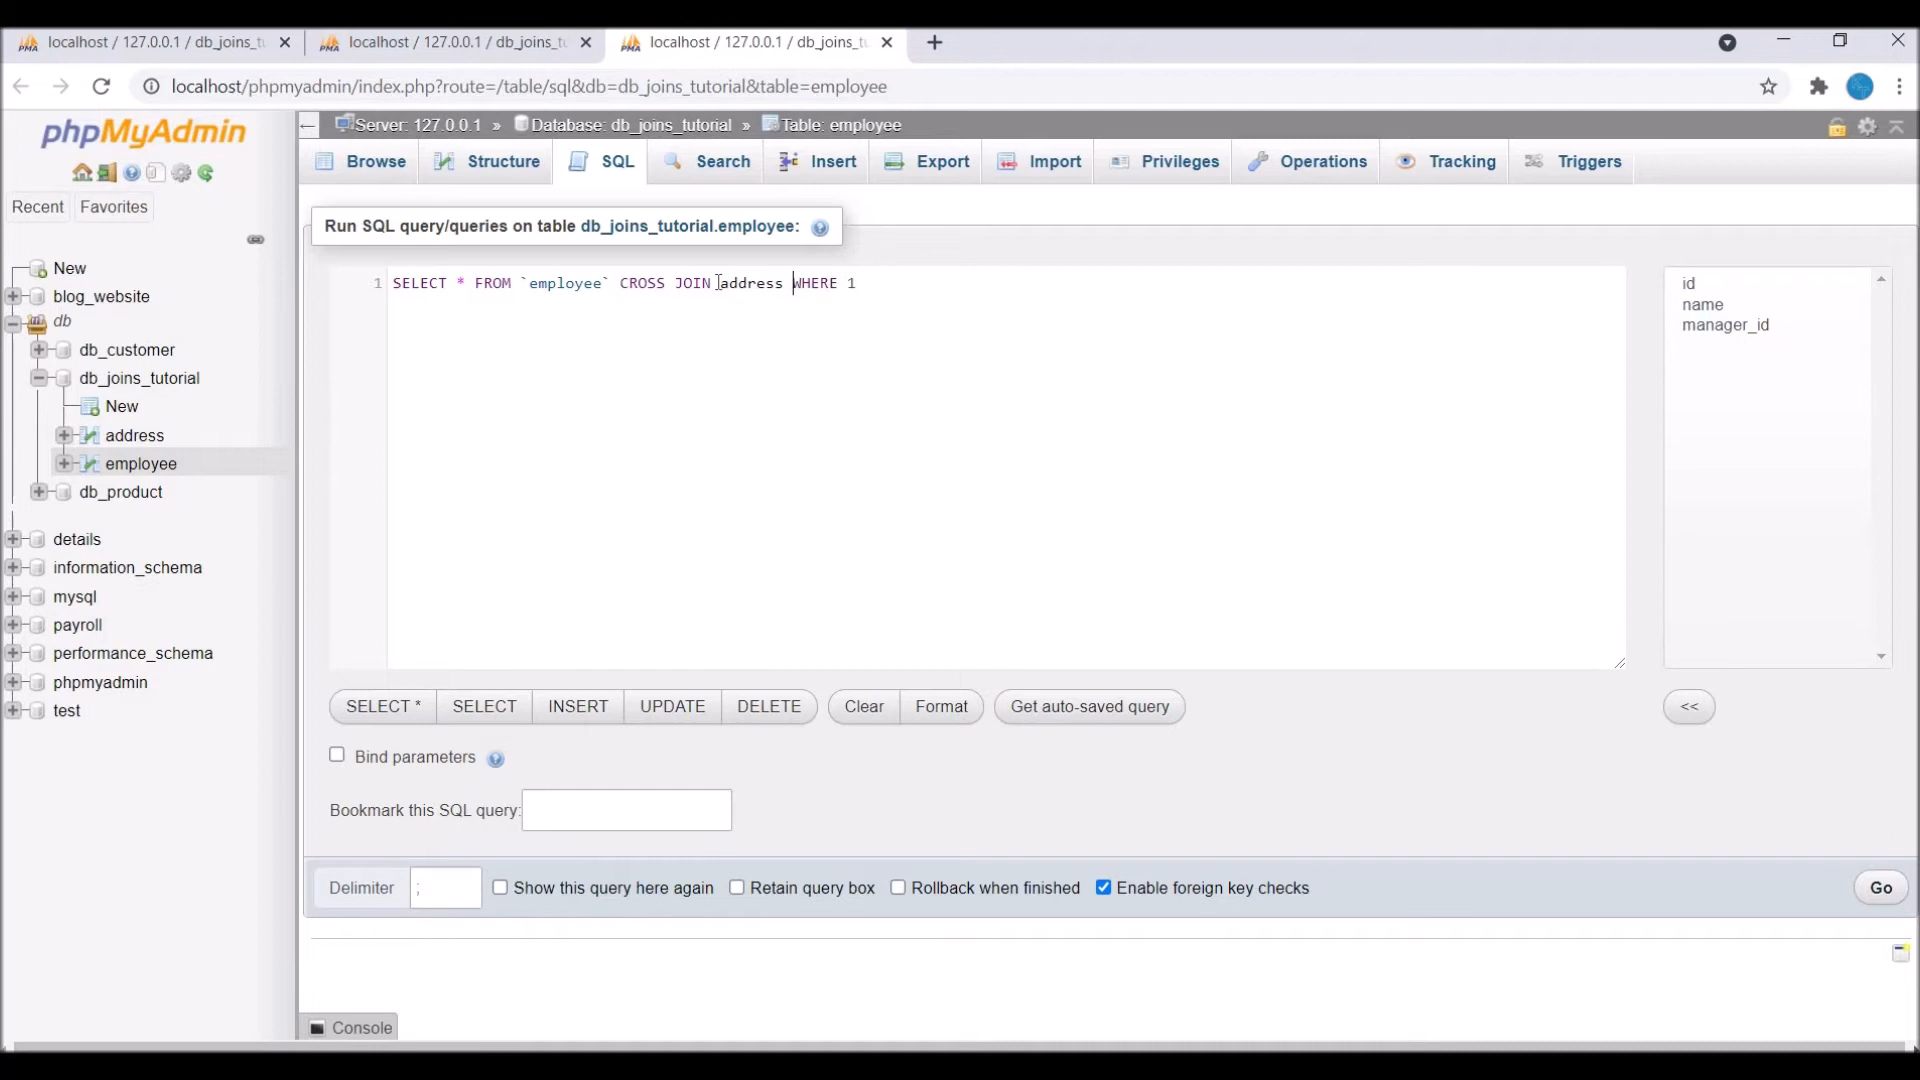 localhost / 127.0.0.1 / db_joins_tu
localhost / 127.0.0.1 / db_joins_t
localhost / 127.0.0.1 / db_joins_tu
localhost/phpmyadmin/index.php?route=/table/sql&db=db_joins_tutorial&table=employee
phpMyAdmin
Recent
Favorites
New
blog_website
db
db_customer
db_joins_tutorial
New
address
employee
db_product
details
information_schema
mysql
payroll
performance_schema
phpmyadmin
test
Server: 127.0.0.1 » Database: db_joins_tutorial » Table: employee
Browse
Structure
SQL
Search
Insert
Export
Import
Privileges
Operations
Tracking
Triggers
Run SQL query/queries on table db_joins_tutorial.employee:
1 SELECT * FROM `employee` CROSS JOIN address WHERE 1
id
name
manager_id
SELECT *
SELECT
INSERT
UPDATE
DELETE
Clear
Format
Get auto-saved query
<<
Bind parameters
Bookmark this SQL query:
Delimiter ;
Show this query here again
Retain query box
Rollback when finished
Enable foreign key checks
Go
Console